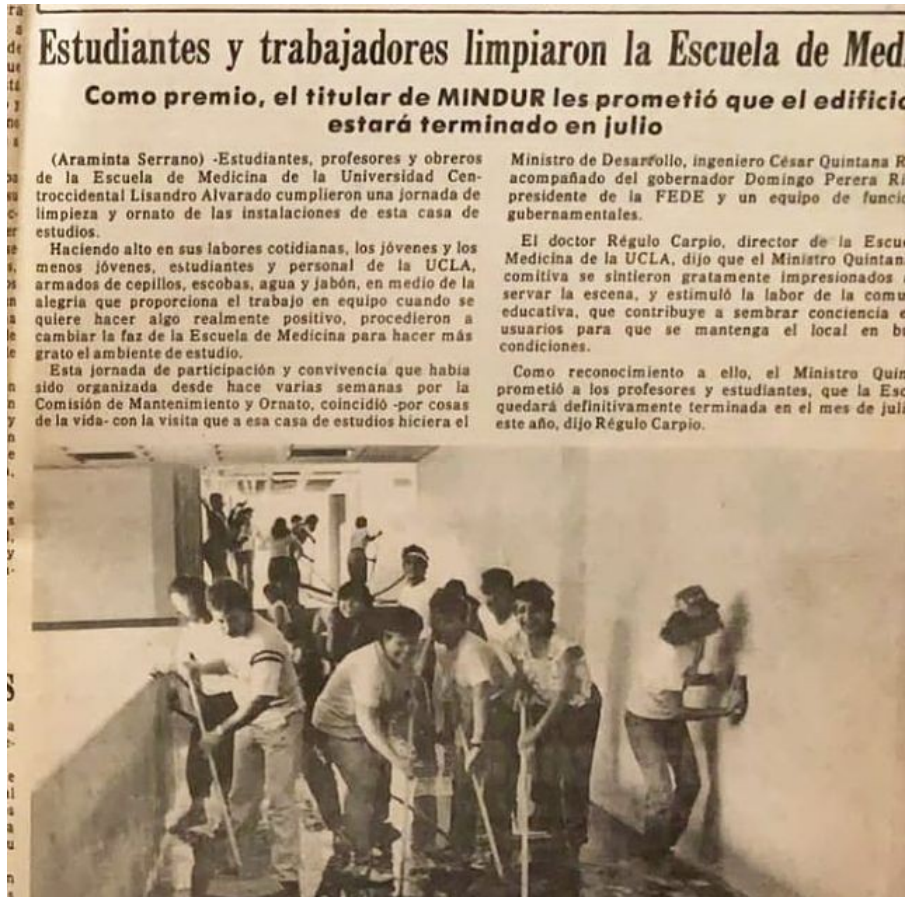 Estudiantes y trabajadores limpiaron la Escuela de Med
Como premio, el titular de MINDUR les prometió que el edificio
estará terminado en julio
(Araminta Serrano) -Estudiantes, profesores y obreros
de la Escuela de Medicina de la Universidad Cen-
troccidental Lisandro Alvarado cumplieron una jornada de
limpieza y ornato de las instalaciones de esta casa de
estudios.
Haciendo alto en sus labores cotidianas, los jóvenes y los
menos jóvenes, estudiantes y personal de la UCLA,
armados de cepillos, escobas, agua y jabón, en medio de la
alegria que proporciona el trabajo en equipo cuando se
quiere hacer algo realmente positivo, procedieron a
cambiar la faz de la Escuela de Medicina para hacer más
grato el ambiente de estudio.
Esta jornada de participación y convivencia que había
sido organizada desde hace varias semanas por la
Comisión de Mantenimiento y Ornato, coincidió -por cosas
de la vida- con la visita que a esa casa de estudios hiciera el
Ministro de Desarrollo, ingeniero César Quintana R
acompañado del gobernador Domingo Perera Ri
presidente de la FEDE y un equipo de funci
gubernamentales.
El doctor Régulo Carpio, director de la Escue
Medicina de la UCLA, dijo que el Ministro Quintan
comitiva se sintieron gratamente impresionados
servar la escena, y estimuló la labor de la comu
educativa, que contribuye a sembrar conciencia e
usuarios para que se mantenga el local en bu
condiciones.
Como reconocimiento a ello, el Ministro Quin
prometió a los profesores y estudiantes, que la Esc
quedará definitivamente terminada en el mes de juli
este año, dijo Régulo Carpio.